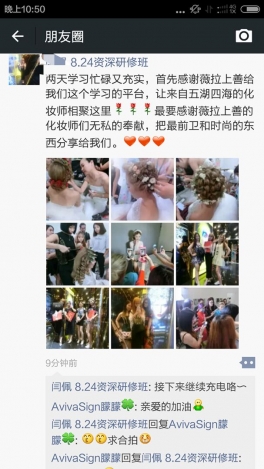 晚上10:50
朋友圈
8.24资深研修班
两天学习忙碌又充实，首先感谢薇拉上善给
我们这个学习的平台，让来自五湖四海的化
妆师相聚这里🌹🌹🌹最要感谢薇拉上善的
化妆师们无私的奉献，把最前卫和时尚的东
西分享给我们。❤❤❤
9分钟前
闫佩 8.24资深研修班: 接下来继续充电咯~
AvivaSign朦朦🍀: 亲爱的加油
闫佩 8.24资深研修班回复AvivaSign朦
朦🍀: 求合拍
AvivaSign朦朦🍀回复闫佩 8.24资深研修班